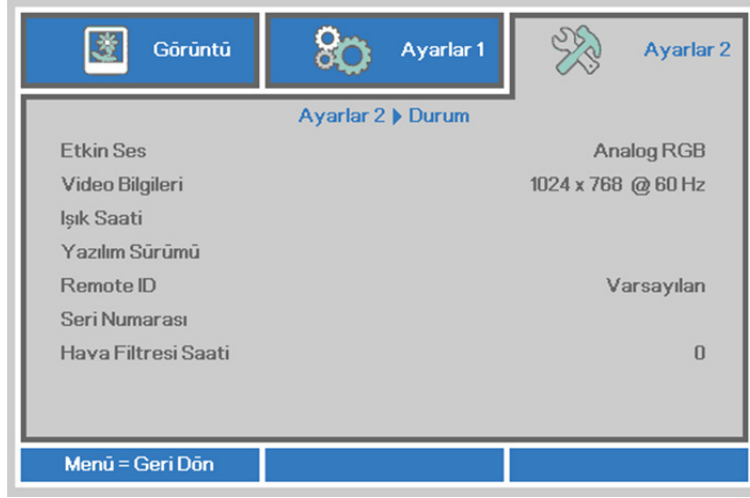 Görüntü Ayarlar 1 Ayarlar 2
Ayarlar 2 Durum
Etkin Ses Analog RGB
Video Bilgileri 1024 x 768 @ 60 Hz
Işık Saati
Yazılım Sürümü
Remote ID Varsayılan
Seri Numarası
Hava Filtresi Saati 0
Menü = Geri Dön